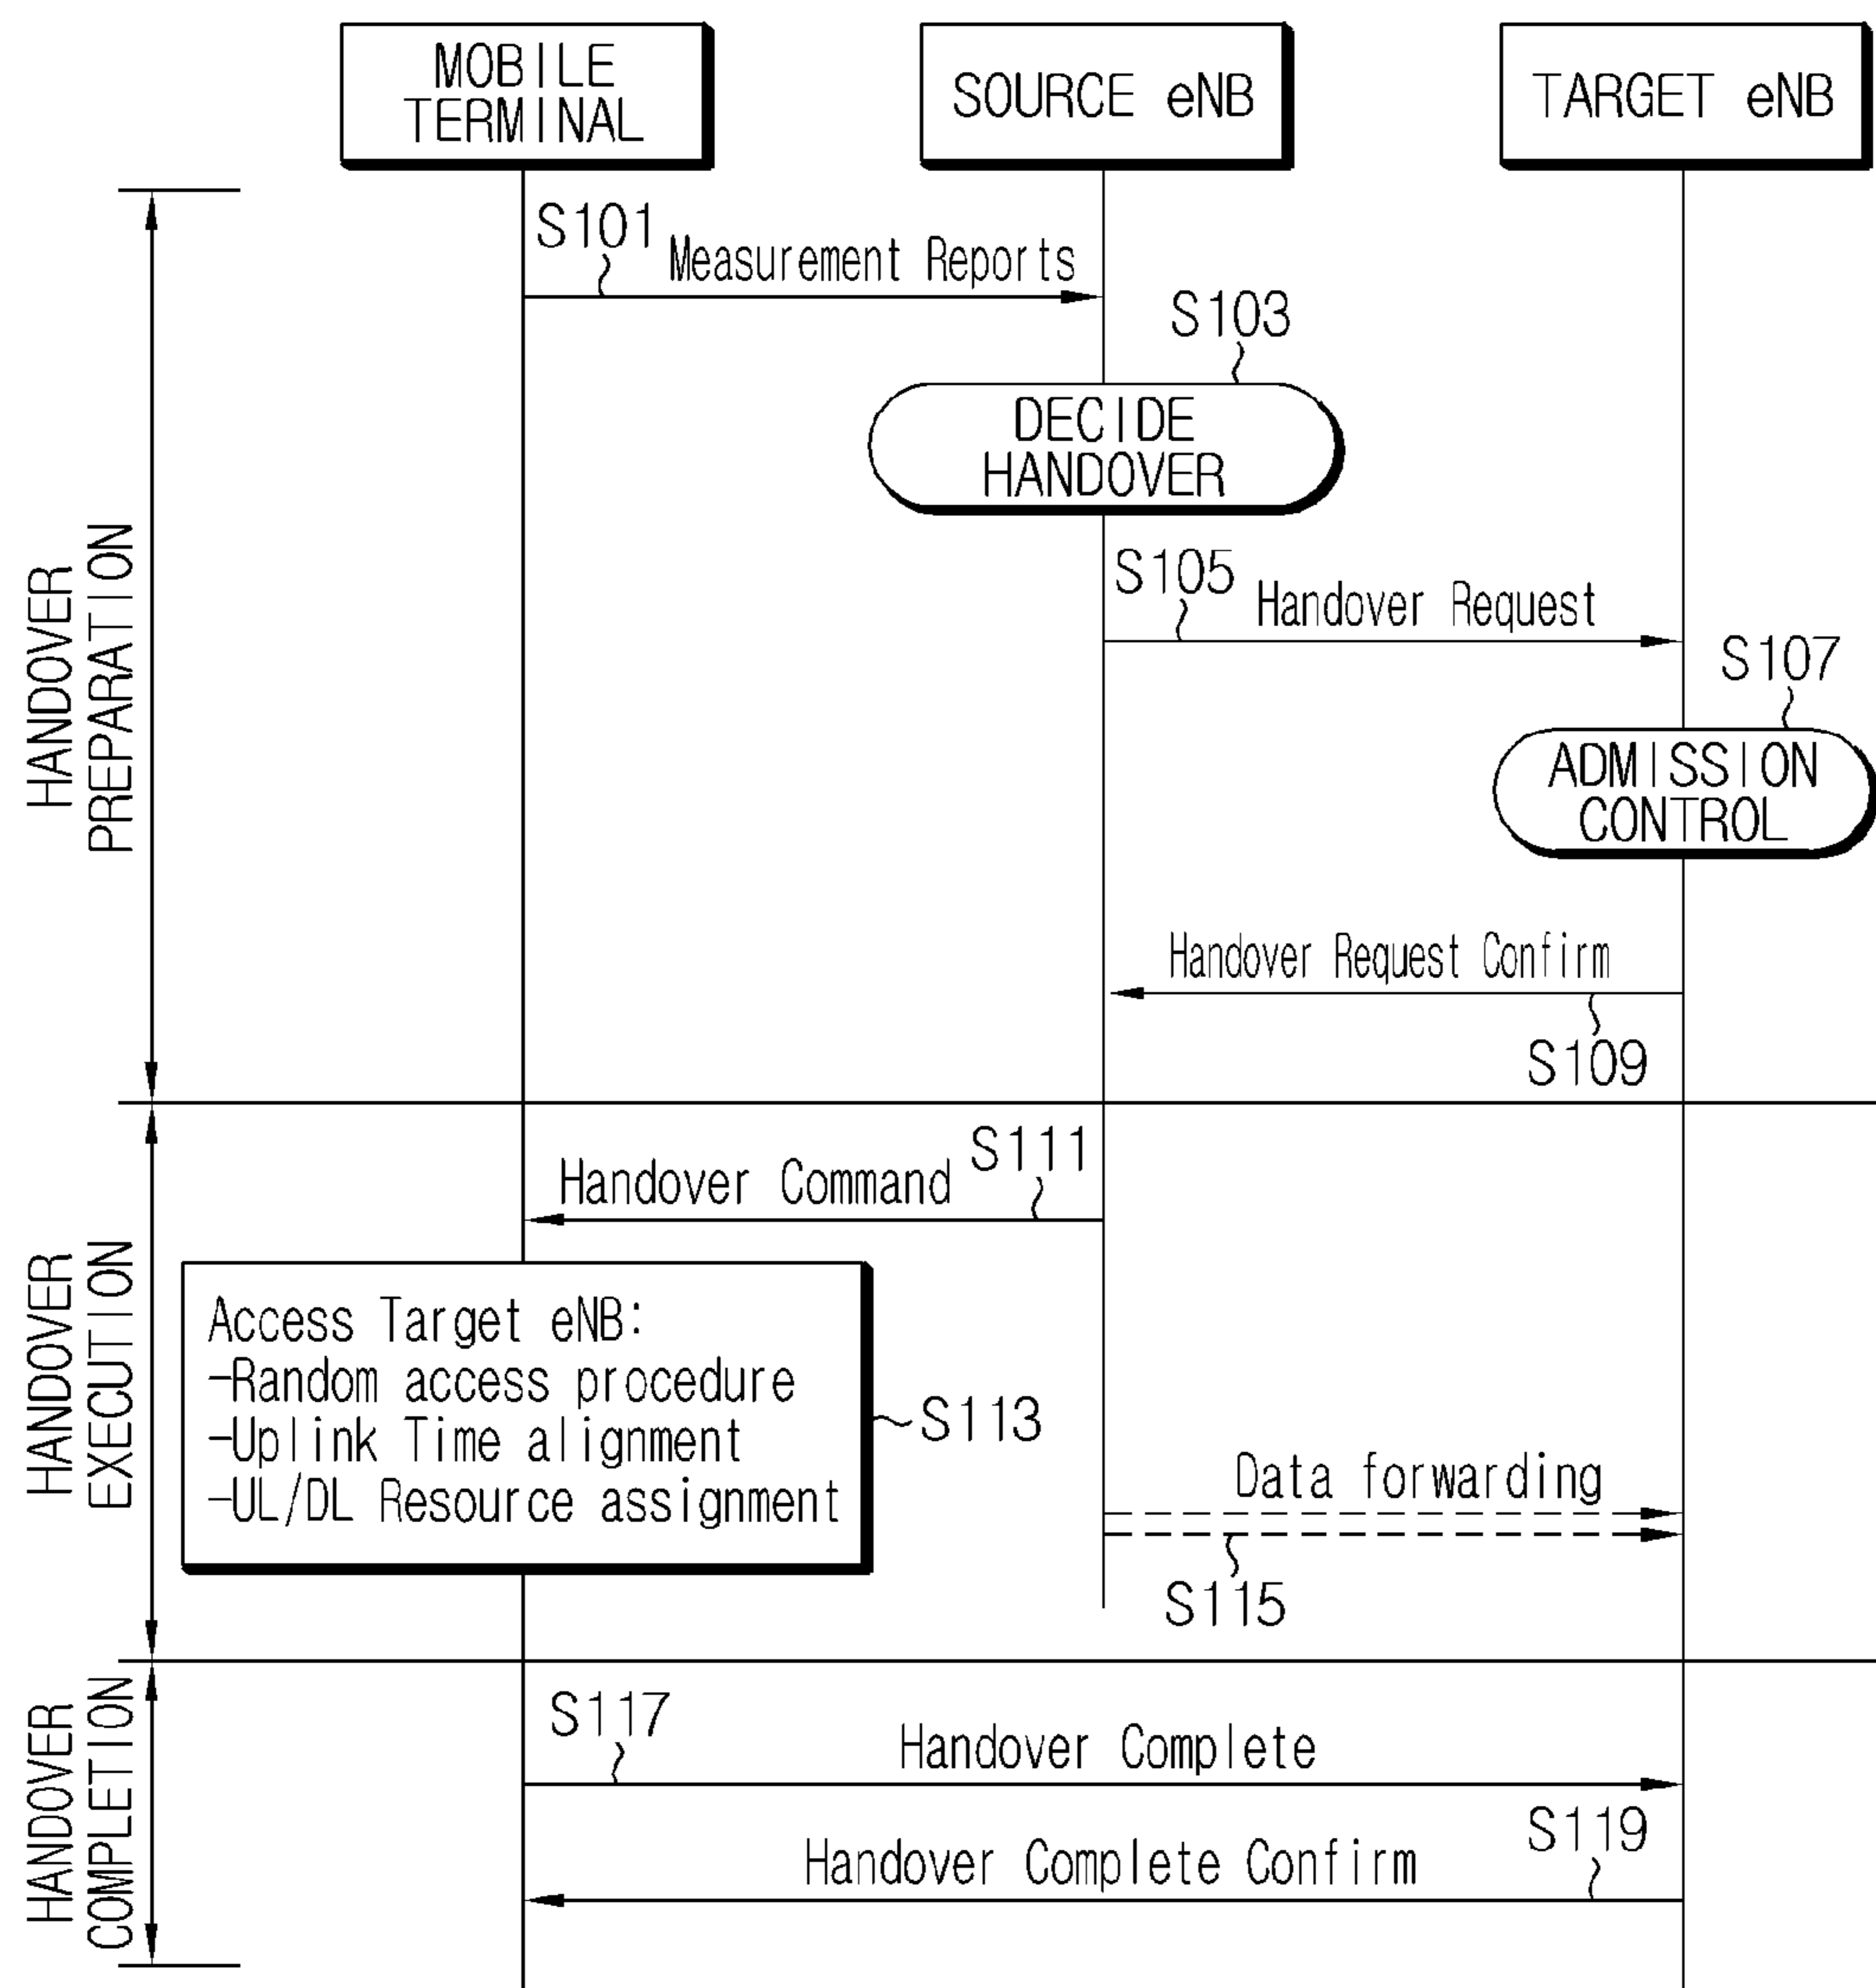 MOBILE
TERMINAL
SOURCE eNB
TARGET eNB
HANDOVER
PREPARATION
S101
Measurement Reports
S103
DECIDE
HANDOVER
S105
Handover Request
S107
ADMISSION
CONTROL
Handover Request Confirm
S109
HANDOVER
EXECUTION
S111
Handover Command
Access Target eNB:
-Random access procedure
-Uplink Time alignment
-UL/DL Resource assignment
S113
Data forwarding
S115
HANDOVER
COMPLETION
S117
Handover Complete
S119
Handover Complete Confirm